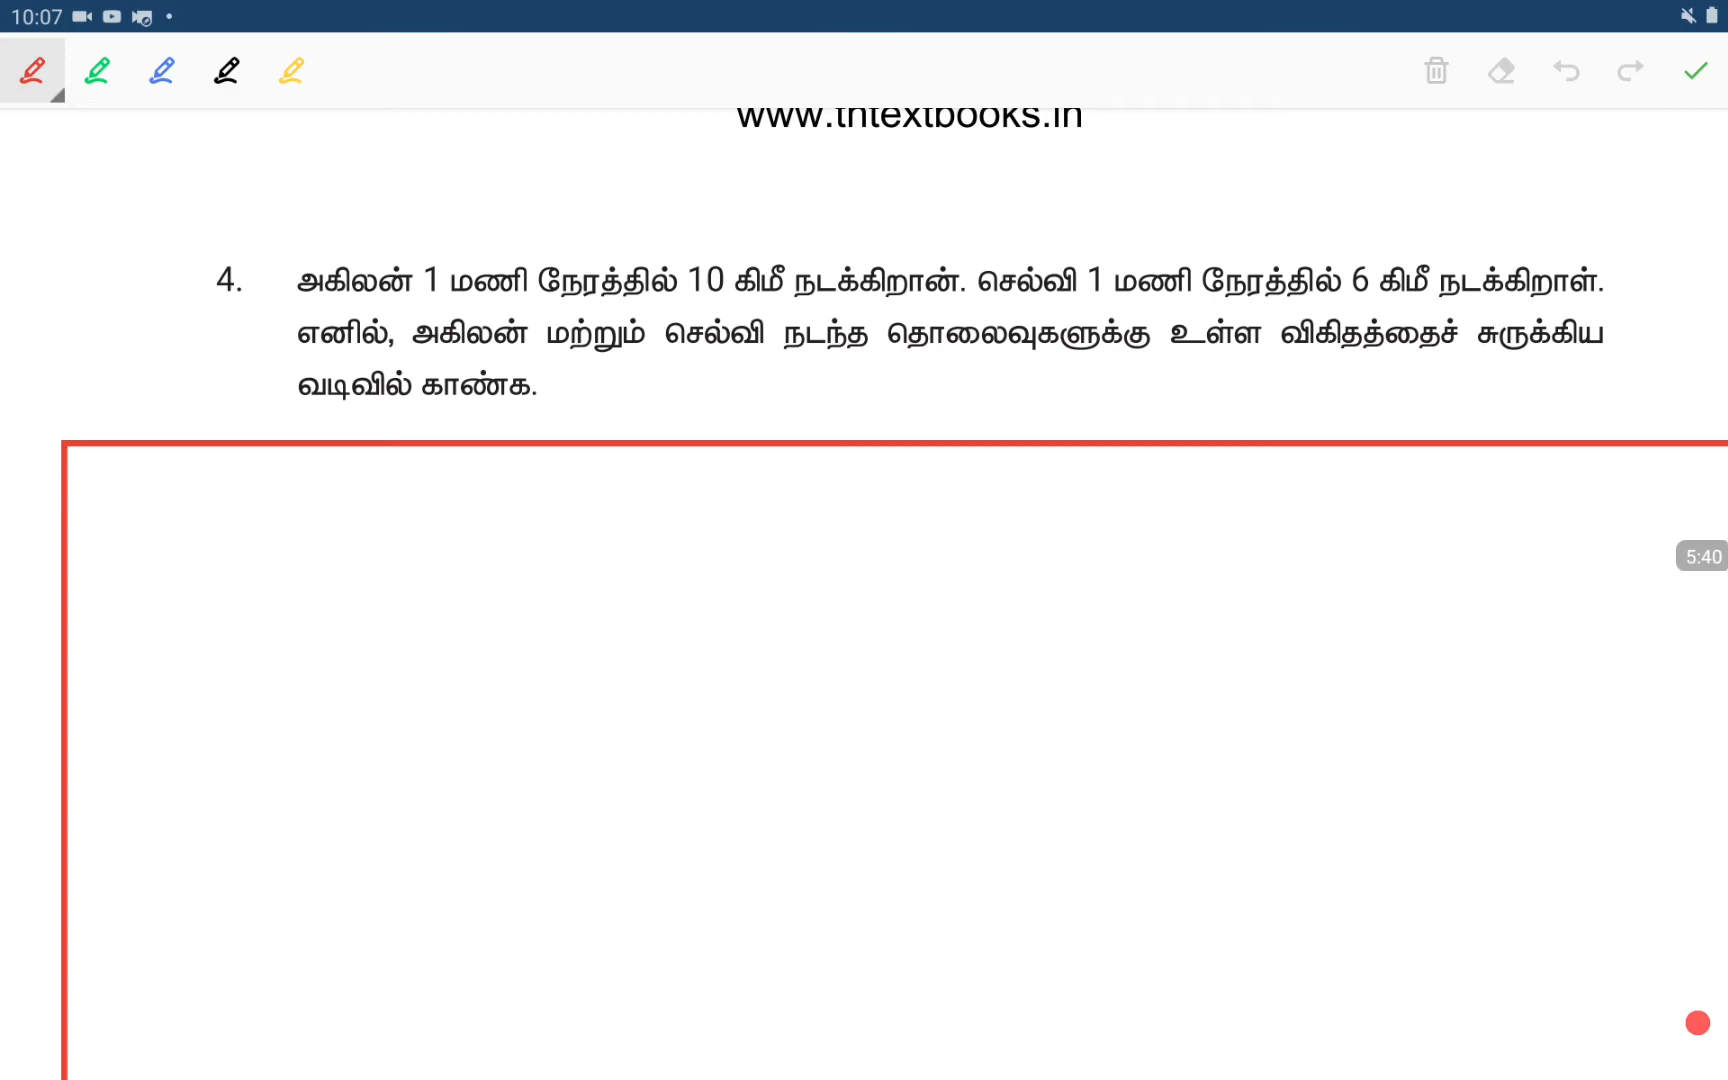 10:07
www.tntextbooks.in
4. அகிலன் 1 மணி நேரத்தில் 10 கிமீ நடக்கிறான். செல்வி 1 மணி நேரத்தில் 6 கிமீ நடக்கிறாள்.
எனில், அகிலன் மற்றும் செல்வி நடந்த தொலைவுகளுக்கு உள்ள விகிதத்தைச் சுருக்கிய
வடிவில் காண்க.
5:40